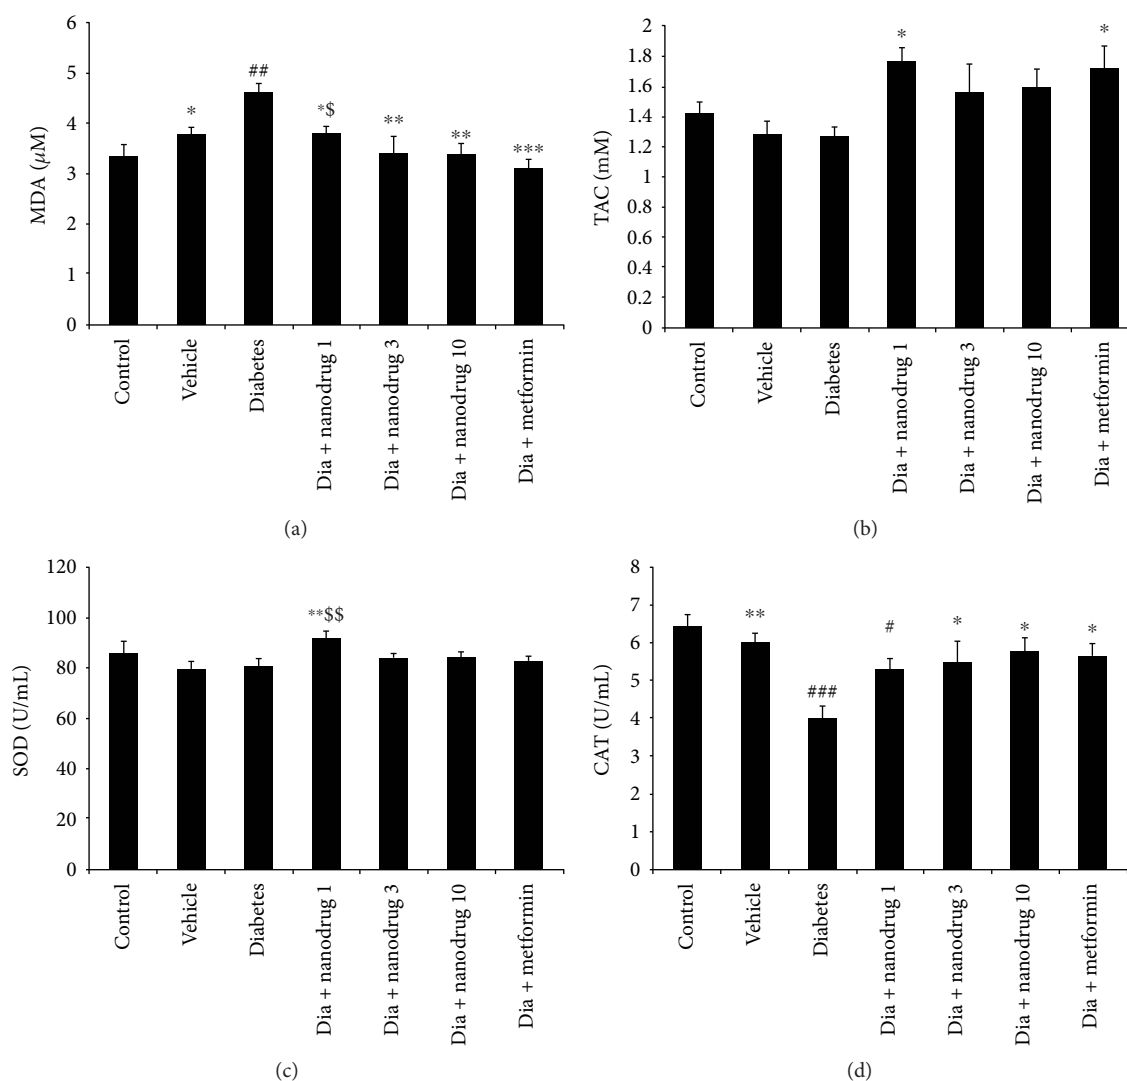 6
5
4
3
2
1
0
MDA (μM)
*
##
*$
**
**
***
Control
Vehicle
Diabetes
Dia + nanodrug 1
Dia + nanodrug 3
Dia + nanodrug 10
Dia + metformin
(a)
2
1.8
1.6
1.4
1.2
1
0.8
0.6
0.4
0.2
0
TAC (mM)
*
*
Control
Vehicle
Diabetes
Dia + nanodrug 1
Dia + nanodrug 3
Dia + nanodrug 10
Dia + metformin
(b)
120
100
80
60
40
20
0
SOD (U/mL)
**$$
Control
Vehicle
Diabetes
Dia + nanodrug 1
Dia + nanodrug 3
Dia + nanodrug 10
Dia + metformin
(c)
8
7
6
5
4
3
2
1
0
CAT (U/mL)
**
###
#
*
*
*
Control
Vehicle
Diabetes
Dia + nanodrug 1
Dia + nanodrug 3
Dia + nanodrug 10
Dia + metformin
(d)